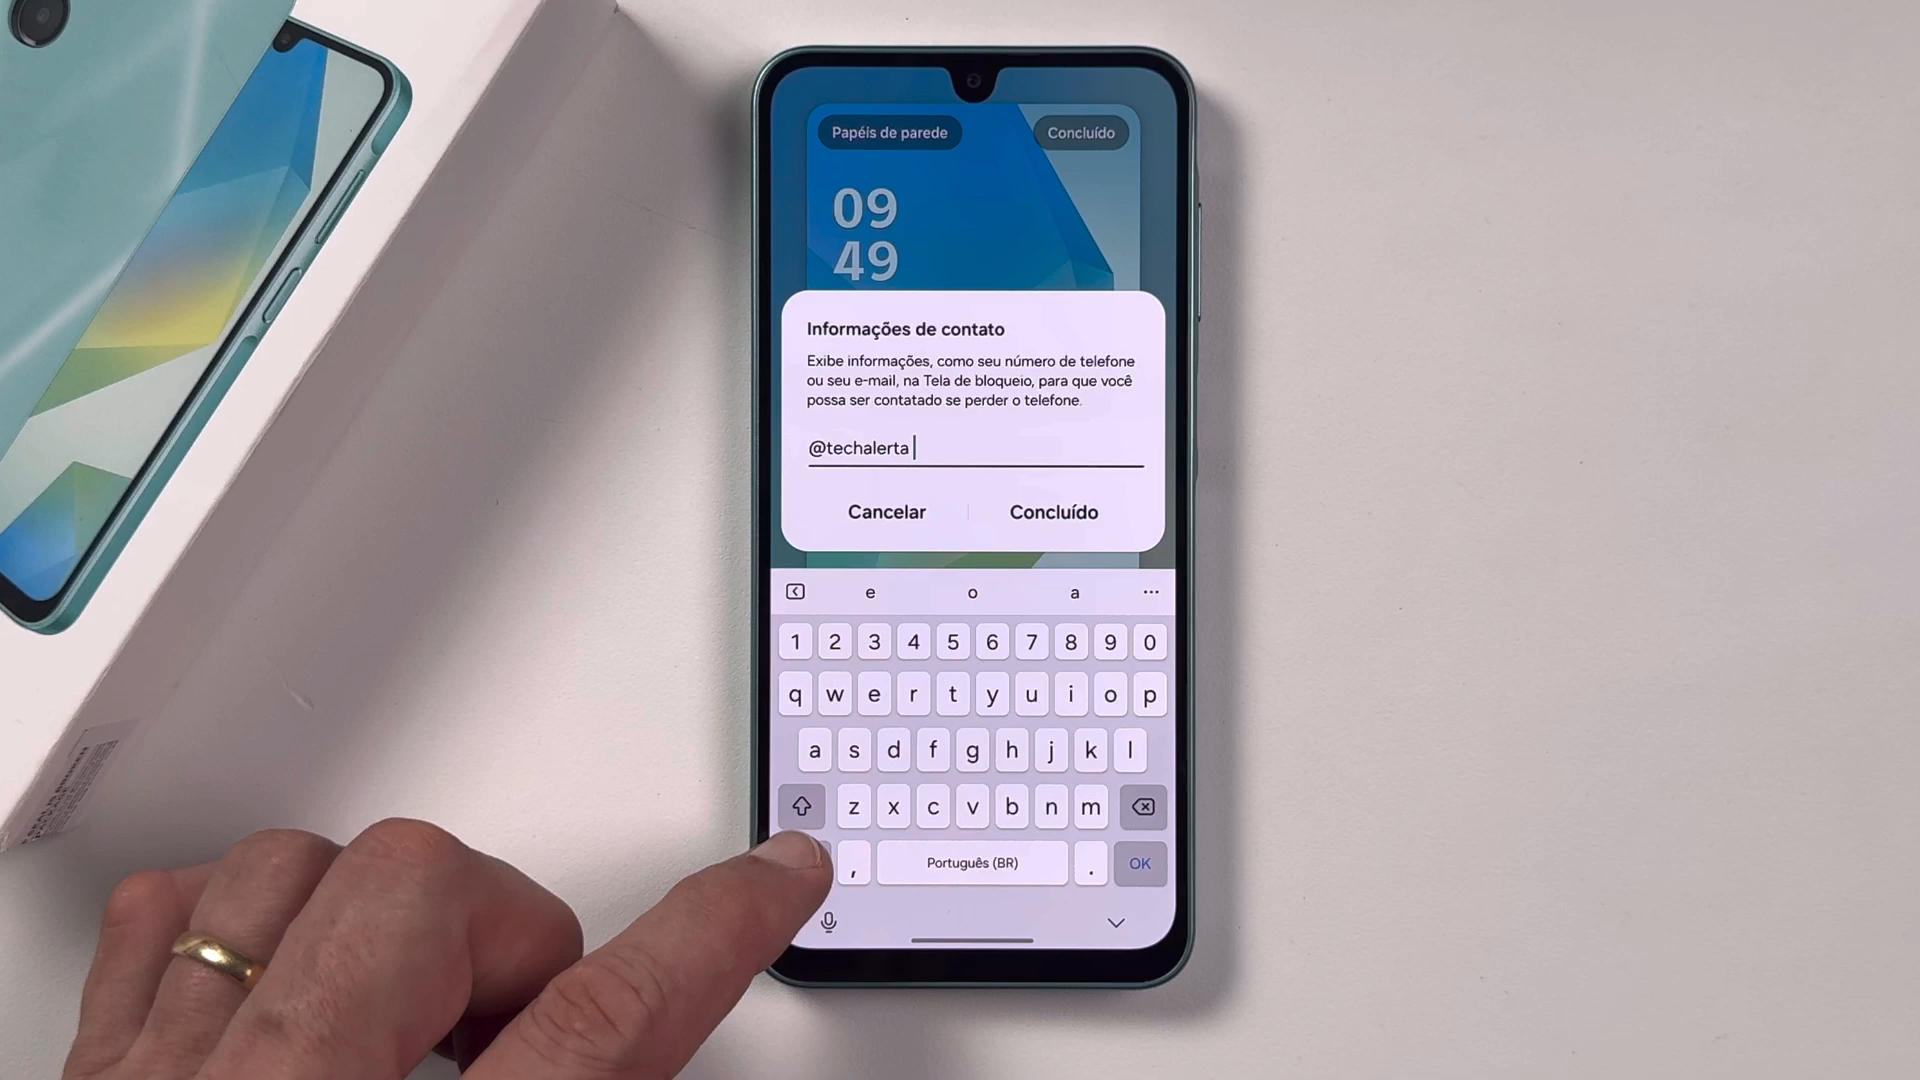 Papéis de parede
Concluído
09
49
Informações de contato
Exibe informações, como seu número de telefone
ou seu e-mail, na Tela de bloqueio, para que você
possa ser contatado se perder o telefone.
@techalerta
Cancelar
Concluído
e o a
1 2 3 4 5 6 7 8 9 0
q w e r t y u i o p
a s d f g h j k l
z x c v b n m
, Português (BR) . OK